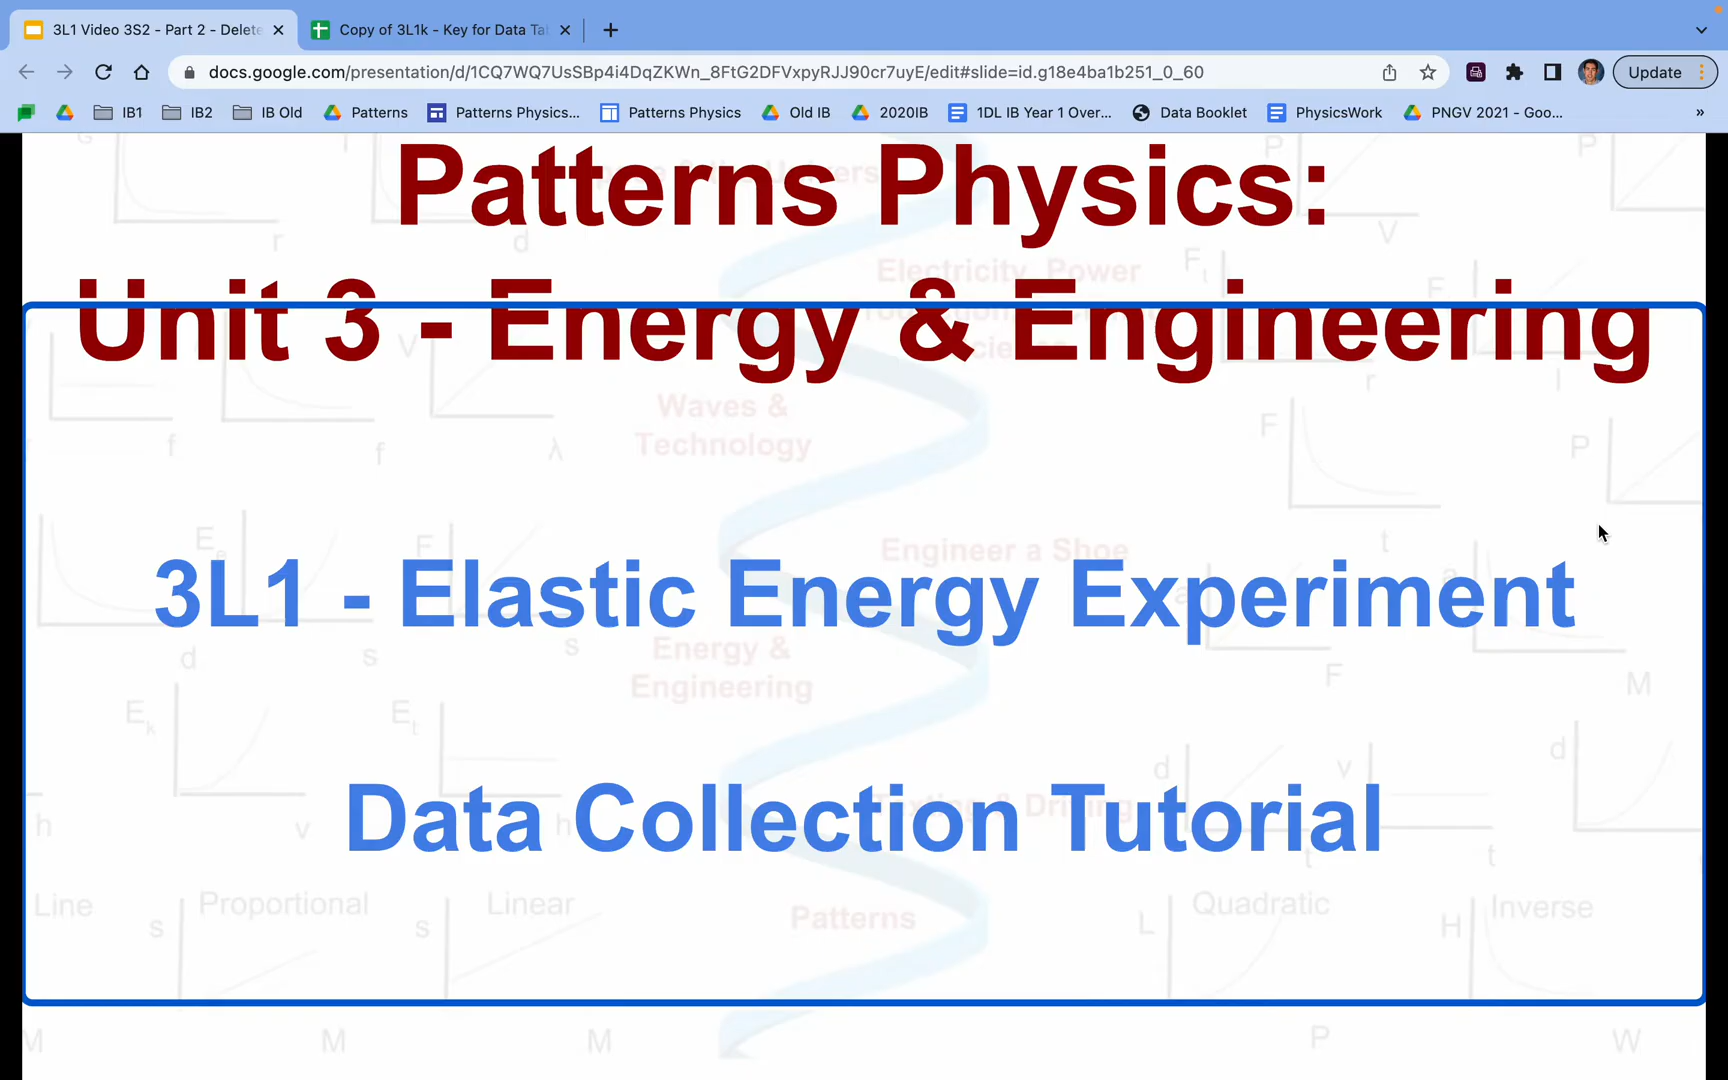 3L1 Video 3S2 - Part 2 - Delete
Copy of 3L1k - Key for Data Tab
docs.google.com/presentation/d/1CQ7WQ7UsSBp4i4DqZKWn_8FtG2DFVxpyRJJ90cr7uyE/edit#slide=id.g18e4ba1b251_0_60
Update
IB1
IB2
IB Old
Patterns
Patterns Physics...
Patterns Physics
Old IB
2020IB
1DL IB Year 1 Over...
Data Booklet
PhysicsWork
PNGV 2021 - Goo...
»
Patterns Physics:
Unit 3 - Energy & Engineering
3L1 - Elastic Energy Experiment
Data Collection Tutorial
Electricity, Power
Waves &
Technology
Engineer a Shoe
Energy &
Engineering
Patterns
Line
Proportional
Linear
Quadratic
Inverse
r
d
V
P
P
F
t
r
l
V
f
f
λ
F
P
E
e
F
t
d
s
s
F
M
E
k
E
t
h
v
h
d
v
d
t
t
s
s
L
H
M
M
M
P
W